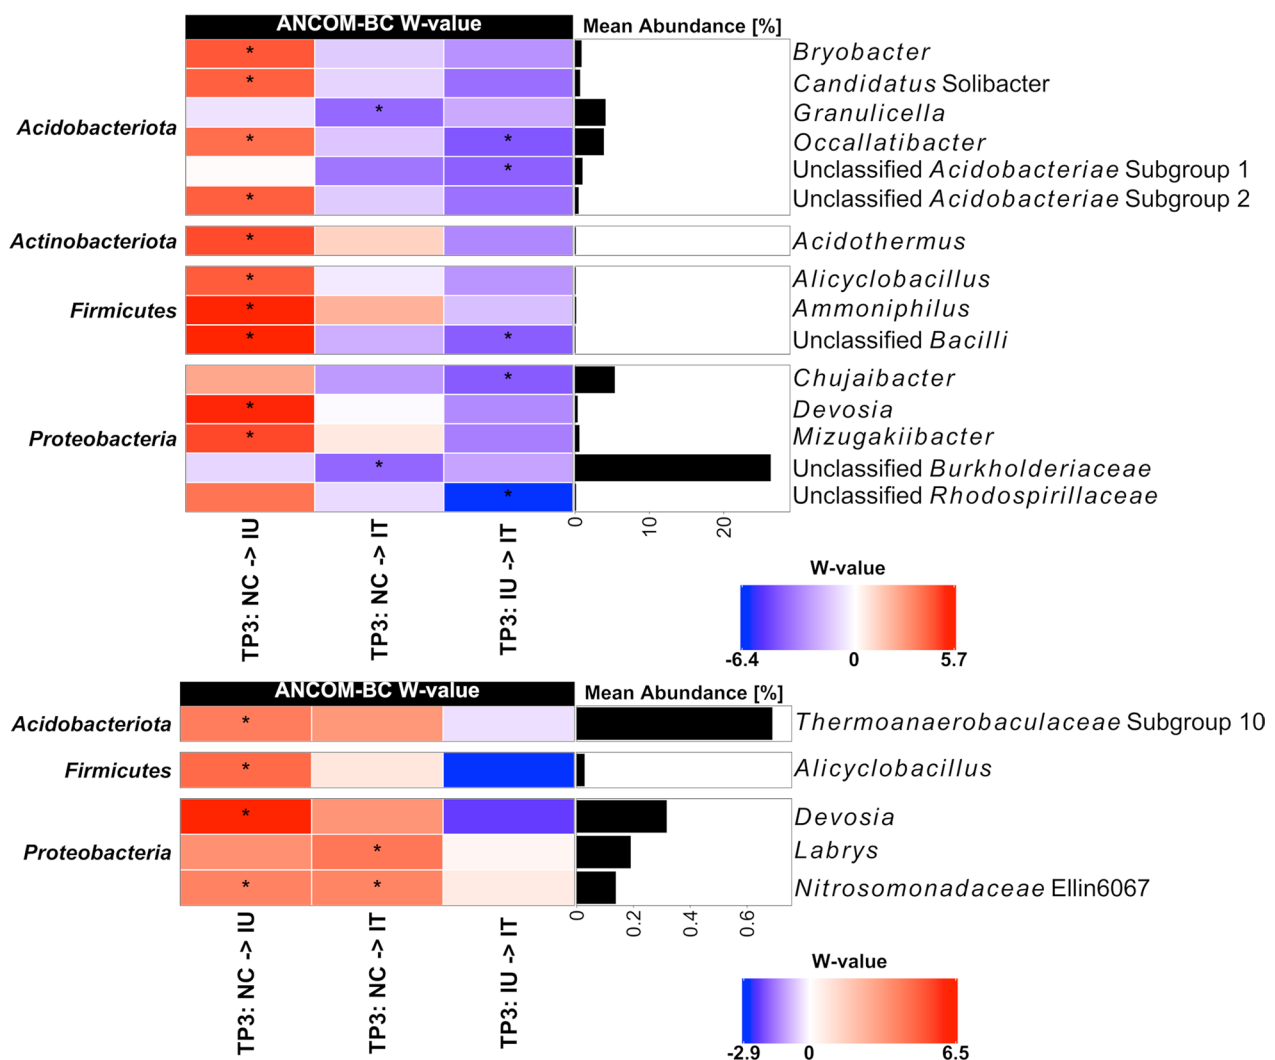 ANCOM-BC W-value Mean Abundance [%]
Acidobacteriota
* Bryobacter
* Candidatus Solibacter
* Granulicella
* * Occallatibacter
* Unclassified Acidobacteriae Subgroup 1
* Unclassified Acidobacteriae Subgroup 2
Actinobacteriota * Acidothermus
Firmicutes
* Alicyclobacillus
* Ammoniphilus
* * Unclassified Bacilli
Proteobacteria
* Chujaibacter
* Devosia
* Mizugakiibacter
* Unclassified Burkholderiaceae
* Unclassified Rhodospirillaceae
TP3: NC -> IU
TP3: NC -> IT
TP3: IU -> IT
0 10 20
W-value
-6.4 0 5.7
ANCOM-BC W-value Mean Abundance [%]
Acidobacteriota * Thermoanaerobaculaceae Subgroup 10
Firmicutes * Alicyclobacillus
Proteobacteria
* Devosia
* Labrys
* * Nitrosomonadaceae Ellin6067
TP3: NC -> IU
TP3: NC -> IT
TP3: IU -> IT
0 0.2 0.4 0.6
W-value
-2.9 0 6.5